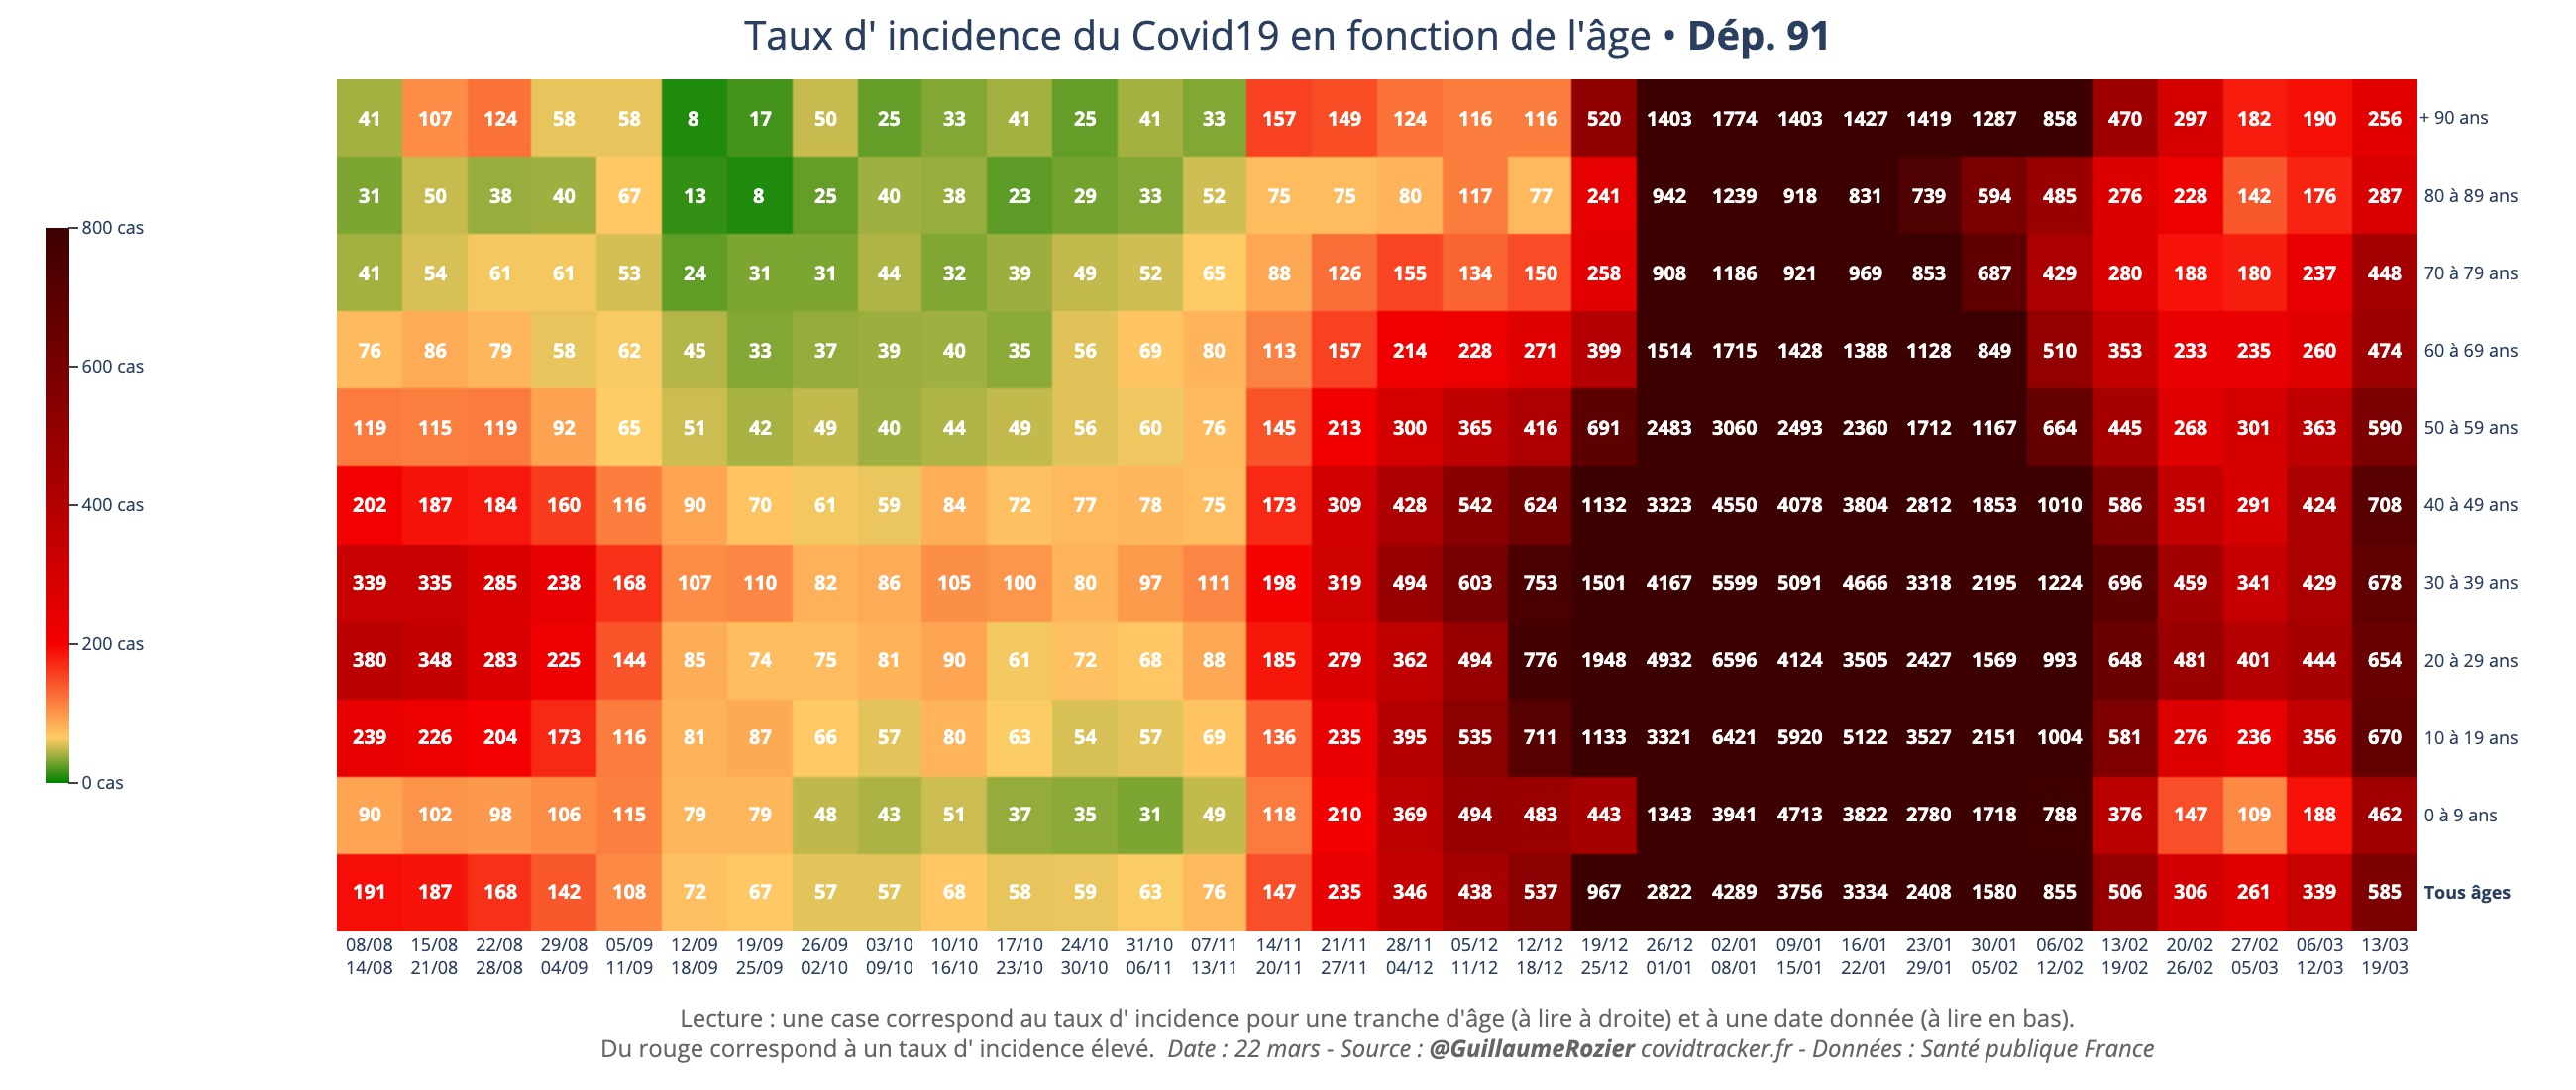 Taux d' incidence du Covid19 en fonction de l'âge • Dép. 91
41 107 124 58 58 8 17 50 25 33 41 25 41 33 157 149 124 116 116 520 1403 1774 1403 1427 1419 1287 858 470 297 182 190 256 + 90 ans
31 50 38 40 67 13 8 25 40 38 23 29 33 52 75 75 80 117 77 241 942 1239 918 831 739 594 485 276 228 142 176 287 80 à 89 ans
800 cas
41 54 61 61 53 24 31 31 44 32 39 49 52 65 88 126 155 134 150 258 908 1186 921 969 853 687 429 280 188 180 237 448 70 à 79 ans
76 86 79 58 62 45 33 37 39 40 35 56 69 80 113 157 214 228 271 399 1514 1715 1428 1388 1128 849 510 353 233 235 260 474 60 à 69 ans
600 cas
119 115 119 92 65 51 42 49 40 44 49 56 60 76 145 213 300 365 416 691 2483 3060 2493 2360 1712 1167 664 445 268 301 363 590 50 à 59 ans
400 cas
202 187 184 160 116 90 70 61 59 84 72 77 78 75 173 309 428 542 624 1132 3323 4550 4078 3804 2812 1853 1010 586 351 291 424 708 40 à 49 ans
339 335 285 238 168 107 110 82 86 105 100 80 97 111 198 319 494 603 753 1501 4167 5599 5091 4666 3318 2195 1224 696 459 341 429 678 30 à 39 ans
200 cas
380 348 283 225 144 85 74 75 81 90 61 72 68 88 185 279 362 494 776 1948 4932 6596 4124 3505 2427 1569 993 648 481 401 444 654 20 à 29 ans
239 226 204 173 116 81 87 66 57 80 63 54 57 69 136 235 395 535 711 1133 3321 6421 5920 5122 3527 2151 1004 581 276 236 356 670 10 à 19 ans
0 cas
90 102 98 106 115 79 79 48 43 51 37 35 31 49 118 210 369 494 483 443 1343 3941 4713 3822 2780 1718 788 376 147 109 188 462 0 à 9 ans
191 187 168 142 108 72 67 57 57 68 58 59 63 76 147 235 346 438 537 967 2822 4289 3756 3334 2408 1580 855 506 306 261 339 585 Tous âges
08/08 15/08 22/08 29/08 05/09 12/09 19/09 26/09 03/10 10/10 17/10 24/10 31/10 07/11 14/11 21/11 28/11 05/12 12/12 19/12 26/12 02/01 09/01 16/01 23/01 30/01 06/02 13/02 20/02 27/02 06/03 13/03
14/08 21/08 28/08 04/09 11/09 18/09 25/09 02/10 09/10 16/10 23/10 30/10 06/11 13/11 20/11 27/11 04/12 11/12 18/12 25/12 01/01 08/01 15/01 22/01 29/01 05/02 12/02 19/02 26/02 05/03 12/03 19/03
Lecture : une case correspond au taux d' incidence pour une tranche d'âge (à lire à droite) et à une date donnée (à lire en bas).
Du rouge correspond à un taux d' incidence élevé. Date : 22 mars - Source : @GuillaumeRozier covidtracker.fr - Données : Santé publique France